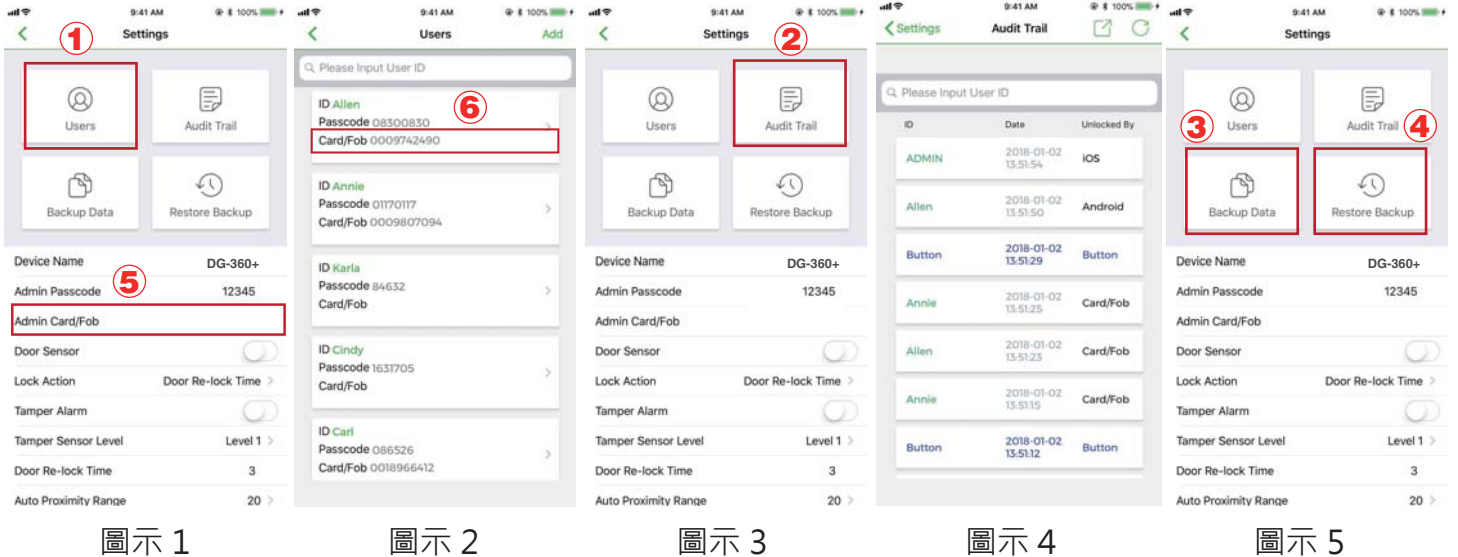 9:41 AM
100%
Settings
①
Users
Audit Trail
Backup Data
Restore Backup
Device Name DG-360+
⑤
Admin Passcode 12345
Admin Card/Fob
Door Sensor
Lock Action Door Re-lock Time
Tamper Alarm
Tamper Sensor Level Level 1
Door Re-lock Time 3
Auto Proximity Range 20
圖示 1
9:41 AM
100%
Users
Add
Please Input User ID
⑥
ID Allen
Passcode 08300830
Card/Fob 0009742490
ID Annie
Passcode 01170117
Card/Fob 0009807094
ID Karla
Passcode 84632
Card/Fob
ID Cindy
Passcode 1631705
Card/Fob
ID Carl
Passcode 086526
Card/Fob 0018966412
圖示 2
9:41 AM
100%
Settings
②
Users
Audit Trail
Backup Data
Restore Backup
Device Name DG-360+
Admin Passcode 12345
Admin Card/Fob
Door Sensor
Lock Action Door Re-lock Time
Tamper Alarm
Tamper Sensor Level Level 1
Door Re-lock Time 3
Auto Proximity Range 20
圖示 3
9:41 AM
100%
Settings
Audit Trail
Please Input User ID
ID Date Unlocked By
ADMIN 2018-01-02 13:51:54 iOS
Allen 2018-01-02 13:51:50 Android
Button 2018-01-02 13:51:29 Button
Annie 2018-01-02 13:51:25 Card/Fob
Allen 2018-01-02 13:51:23 Card/Fob
Annie 2018-01-02 13:51:15 Card/Fob
Button 2018-01-02 13:51:12 Button
圖示 4
9:41 AM
100%
Settings
Users
Audit Trail
③
④
Backup Data
Restore Backup
Device Name DG-360+
Admin Passcode 12345
Admin Card/Fob
Door Sensor
Lock Action Door Re-lock Time
Tamper Alarm
Tamper Sensor Level Level 1
Door Re-lock Time 3
Auto Proximity Range 20
圖示 5